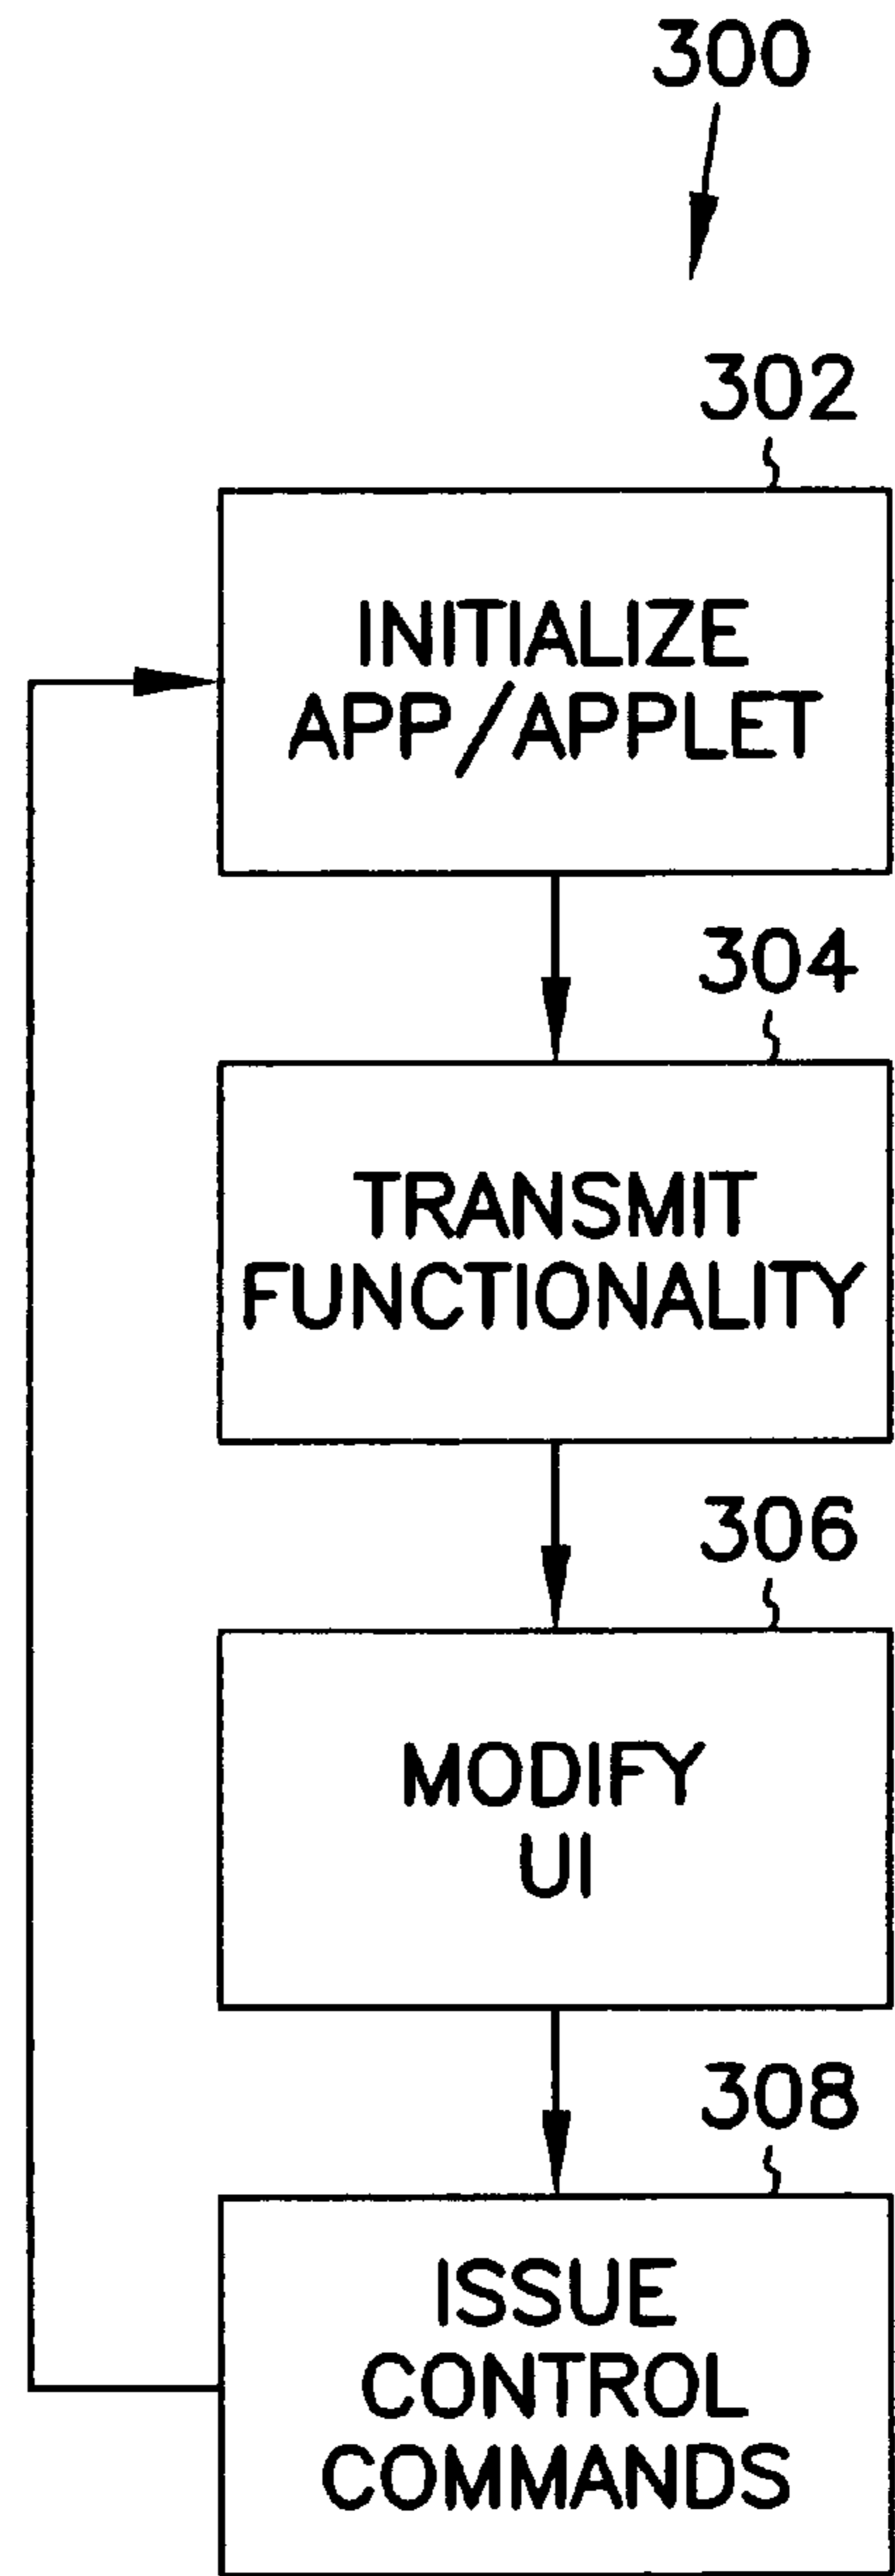 300
302
INITIALIZE
APP/APPLET
304
TRANSMIT
FUNCTIONALITY
306
MODIFY
UI
308
ISSUE
CONTROL
COMMANDS